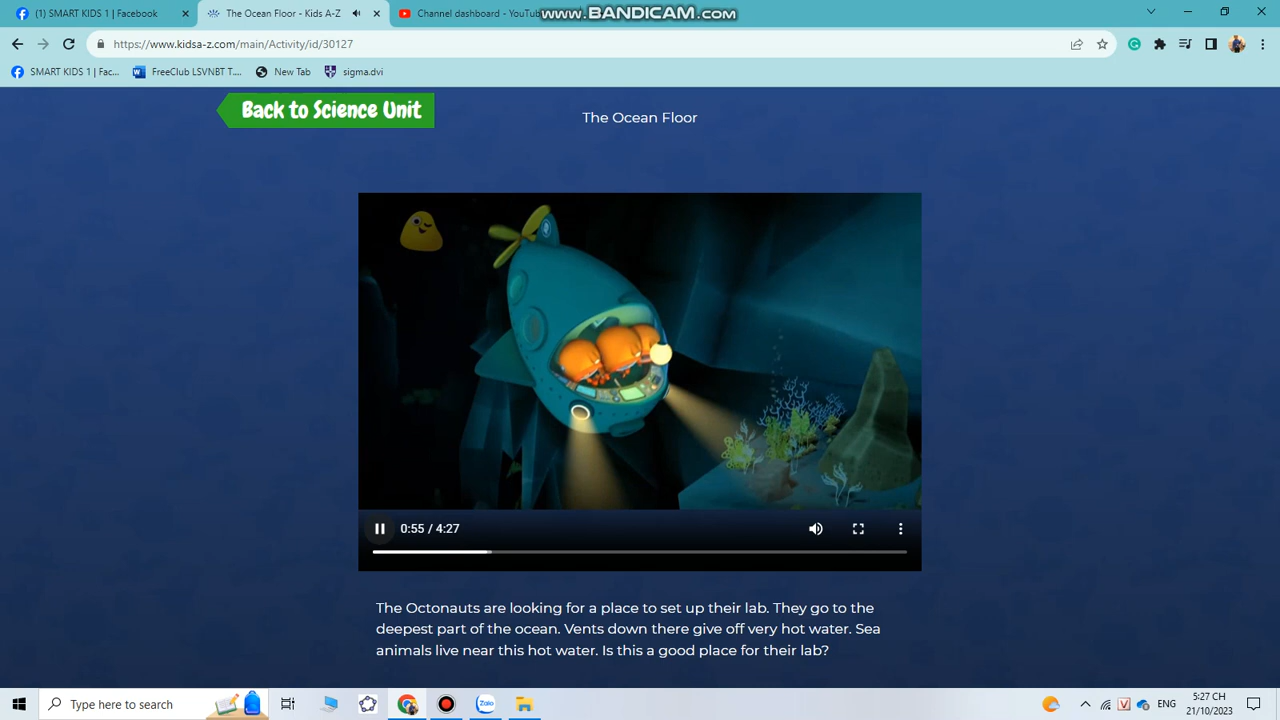 (1) SMART KIDS 1 | Facebook
The Ocean Floor - Kids A-Z
Channel dashboard - YouTu
www.BANDICAM.com
https://www.kidsa-z.com/main/Activity/id/30127
SMART KIDS 1 | Fac...
FreeClub LSVNBT T....
New Tab
sigma.dvi
Back to Science Unit
The Ocean Floor
0:55 / 4:27
The Octonauts are looking for a place to set up their lab. They go to the
deepest part of the ocean. Vents down there give off very hot water. Sea
animals live near this hot water. Is this a good place for their lab?
Type here to search
Zalo
ENG
5:27 CH
21/10/2023